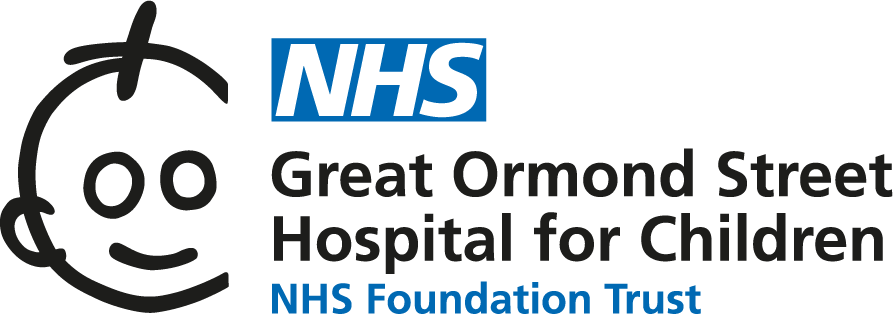 NHS
Great Ormond Street
Hospital for Children
NHS Foundation Trust